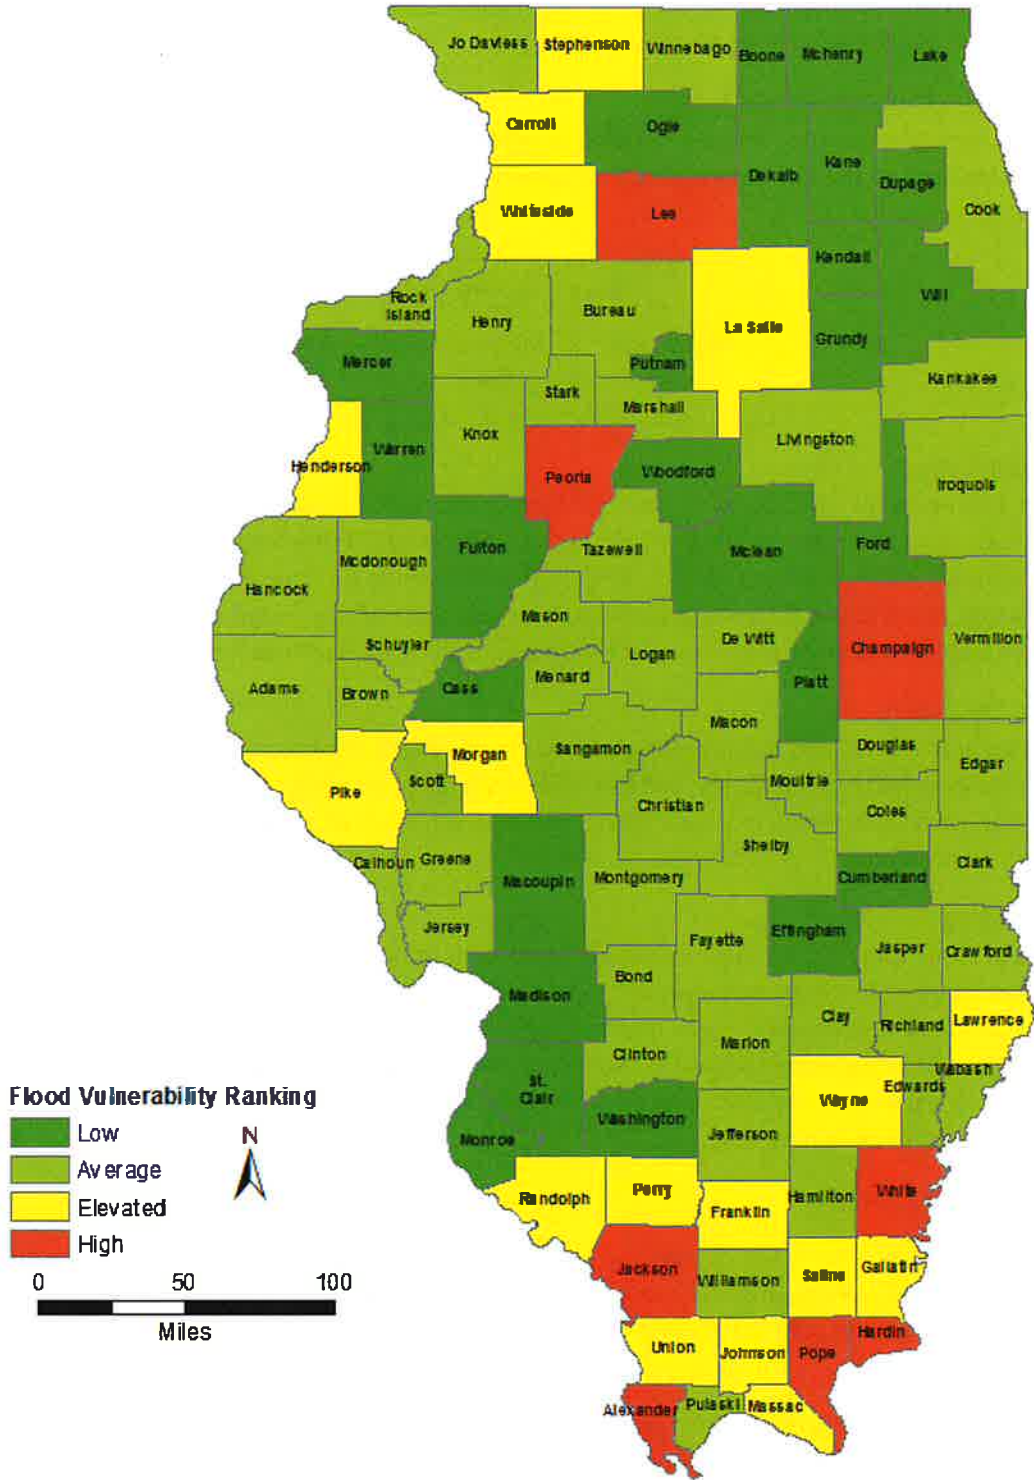 Jo Daviess
Stephenson
Winnebago
Boone
Mchenry
Lake
Carroll
Ogle
Dekalb
Kane
Dupage
Cook
Whiteside
Lee
Kendall
Will
Rock
Island
Henry
Bureau
La Salle
Grundy
Mercer
Putnam
Kankakee
Stark
Marshall
Knox
Livingston
Warren
Henderson
Peoria
Woodford
Iroquois
Fulton
Tazewell
Mclean
Ford
Mcdonough
Hancock
Mason
Schuyler
Logan
De Witt
Champaign
Vermilion
Adams
Brown
Cass
Menard
Piatt
Macon
Morgan
Sangamon
Douglas
Edgar
Pike
Scott
Moultrie
Christian
Coles
Shelby
Calhoun
Greene
Macoupin
Montgomery
Cumberland
Clark
Jersey
Fayette
Effingham
Jasper
Crawford
Bond
Madison
Clay
Richland
Lawrence
Marion
Clinton
Wabash
Edwards
St.
Clair
Wayne
Washington
Monroe
Jefferson
Randolph
Perry
Franklin
Hamilton
White
Jackson
Williamson
Saline
Gallatin
Union
Johnson
Pope
Hardin
Alexander
Pulaski
Massac
Flood Vulnerability Ranking
Low
Average
Elevated
High
N
0 50 100
Miles